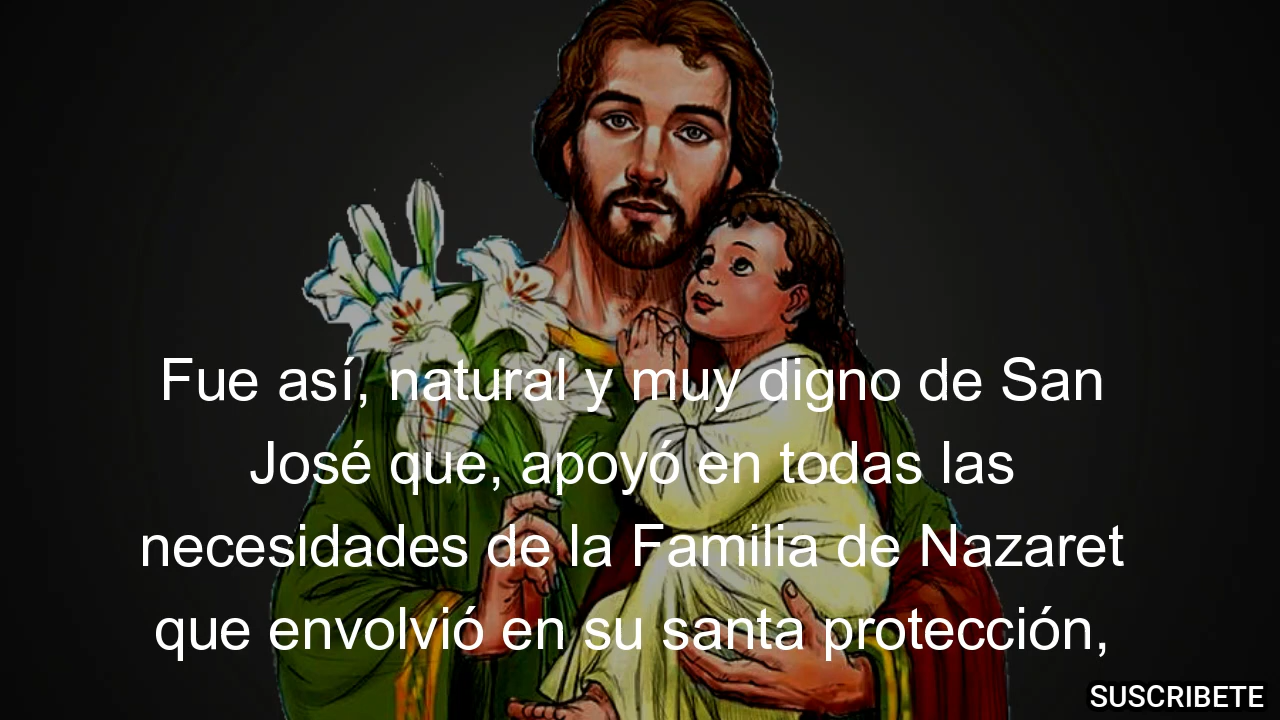 Fue así, natural y muy digno de San
José que, apoyó en todas las
necesidades de la Familia de Nazaret
que envolvió en su santa protección,
SUSCRIBETE